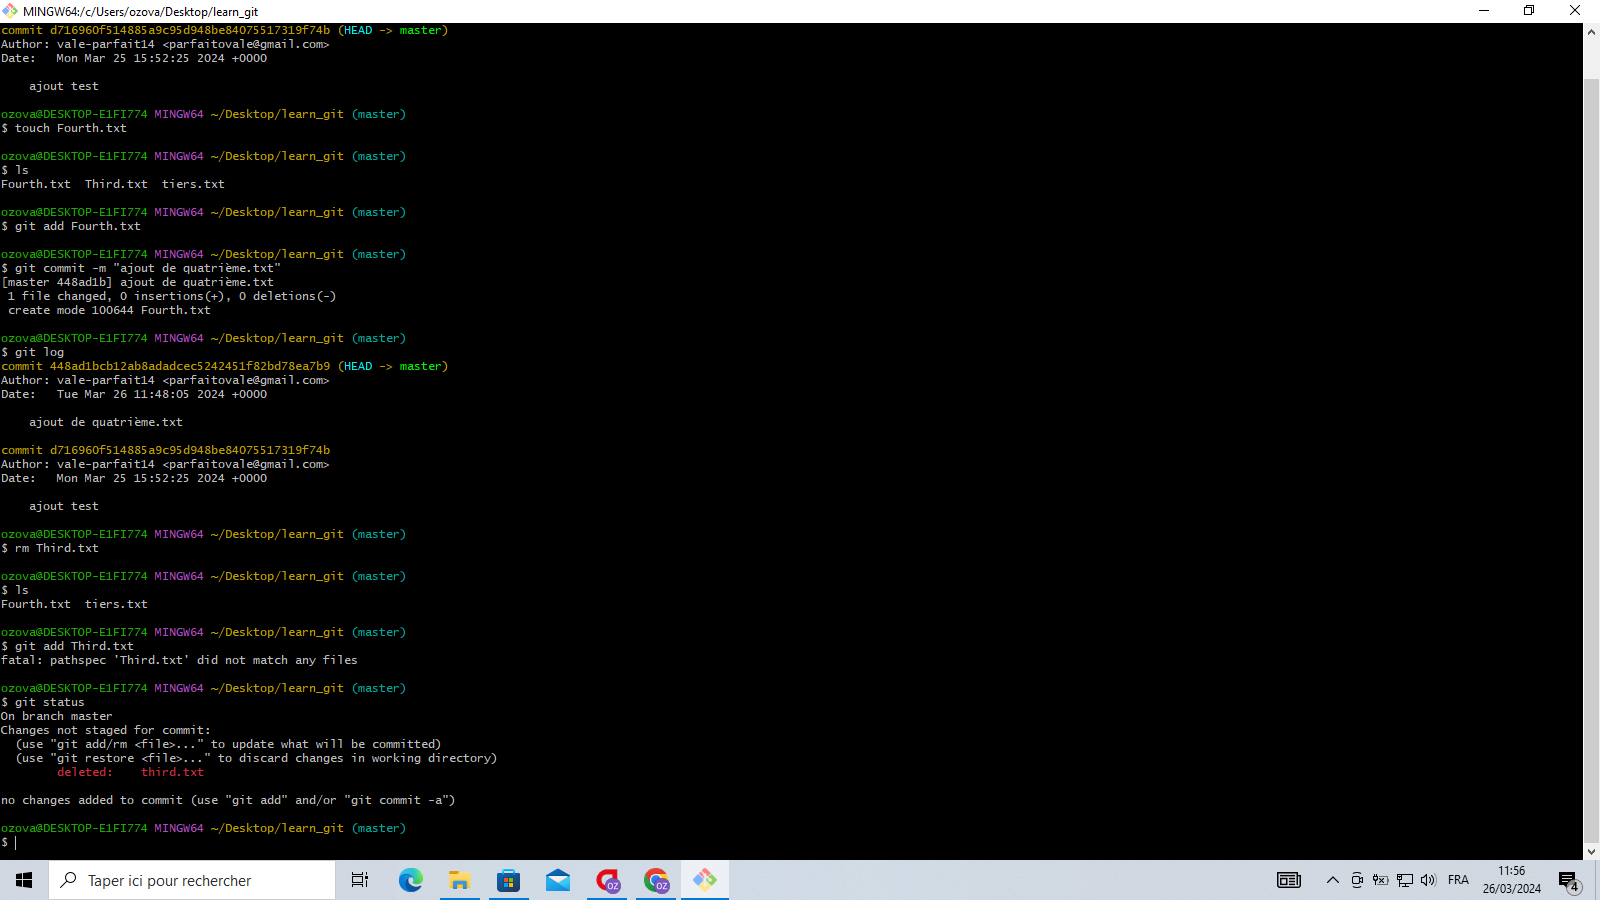 MINGW64:/c/Users/ozova/Desktop/learn_git
commit d716960f514885a9c95d948be84075517319f74b (HEAD -> master)
Author: vale-parfait14 <parfaitovale@gmail.com>
Date:   Mon Mar 25 15:52:25 2024 +0000
    ajout test
ozova@DESKTOP-E1FI774 MINGW64 ~/Desktop/learn_git (master)
$ touch Fourth.txt
ozova@DESKTOP-E1FI774 MINGW64 ~/Desktop/learn_git (master)
$ ls
Fourth.txt  Third.txt  tiers.txt
ozova@DESKTOP-E1FI774 MINGW64 ~/Desktop/learn_git (master)
$ git add Fourth.txt
ozova@DESKTOP-E1FI774 MINGW64 ~/Desktop/learn_git (master)
$ git commit -m "ajout de quatrième.txt"
[master 448ad1b] ajout de quatrième.txt
 1 file changed, 0 insertions(+), 0 deletions(-)
 create mode 100644 Fourth.txt
ozova@DESKTOP-E1FI774 MINGW64 ~/Desktop/learn_git (master)
$ git log
commit 448ad1bcb12ab8adadcec5242451f82bd78ea7b9 (HEAD -> master)
Author: vale-parfait14 <parfaitovale@gmail.com>
Date:   Tue Mar 26 11:48:05 2024 +0000
    ajout de quatrième.txt
commit d716960f514885a9c95d948be84075517319f74b
Author: vale-parfait14 <parfaitovale@gmail.com>
Date:   Mon Mar 25 15:52:25 2024 +0000
    ajout test
ozova@DESKTOP-E1FI774 MINGW64 ~/Desktop/learn_git (master)
$ rm Third.txt
ozova@DESKTOP-E1FI774 MINGW64 ~/Desktop/learn_git (master)
$ ls
Fourth.txt  tiers.txt
ozova@DESKTOP-E1FI774 MINGW64 ~/Desktop/learn_git (master)
$ git add Third.txt
fatal: pathspec 'Third.txt' did not match any files
ozova@DESKTOP-E1FI774 MINGW64 ~/Desktop/learn_git (master)
$ git status
On branch master
Changes not staged for commit:
  (use "git add/rm <file>..." to update what will be committed)
  (use "git restore <file>..." to discard changes in working directory)
        deleted:    third.txt
no changes added to commit (use "git add" and/or "git commit -a")
ozova@DESKTOP-E1FI774 MINGW64 ~/Desktop/learn_git (master)
$
Taper ici pour rechercher
OZ
OZ
FRA
11:56
26/03/2024
4